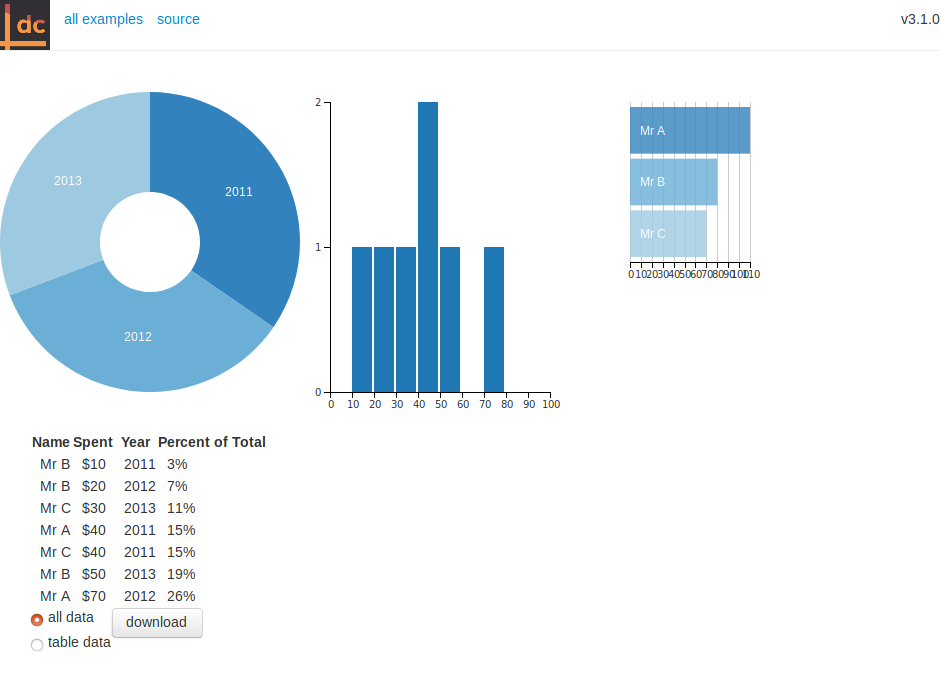 dc all examples source v3.1.0
2011
2012
2013
2
1
0
0 10 20 30 40 50 60 70 80 90 100
Mr A
Mr B
Mr C
0 10 20 30 40 50 60 70 80 90 100 110
Name Spent Year Percent of Total
Mr B $10 2011 3%
Mr B $20 2012 7%
Mr C $30 2013 11%
Mr A $40 2011 15%
Mr C $40 2011 15%
Mr B $50 2013 19%
Mr A $70 2012 26%
all data
download
table data